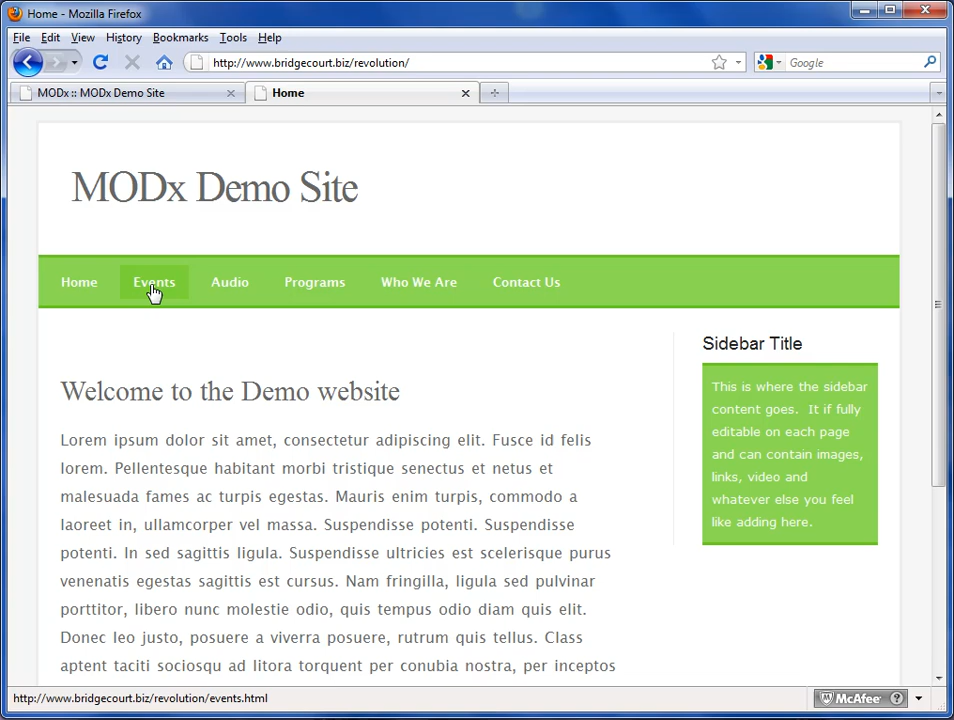 Home - Mozilla Firefox
File Edit View History Bookmarks Tools Help
http://www.bridgecourt.biz/revolution/
Google
MODx :: MODx Demo Site
Home
MODx Demo Site
Home Events Audio Programs Who We Are Contact Us
Sidebar Title
This is where the sidebar
content goes. It if fully
editable on each page
and can contain images,
links, video and
whatever else you feel
like adding here.
Welcome to the Demo website
Lorem ipsum dolor sit amet, consectetur adipiscing elit. Fusce id felis
lorem. Pellentesque habitant morbi tristique senectus et netus et
malesuada fames ac turpis egestas. Mauris enim turpis, commodo a
laoreet in, ullamcorper vel massa. Suspendisse potenti. Suspendisse
potenti. In sed sagittis ligula. Suspendisse ultricies est scelerisque purus
venenatis egestas sagittis est cursus. Nam fringilla, ligula sed pulvinar
porttitor, libero nunc molestie odio, quis tempus odio diam quis elit.
Donec leo justo, posuere a viverra posuere, rutrum quis tellus. Class
aptent taciti sociosqu ad litora torquent per conubia nostra, per inceptos
http://www.bridgecourt.biz/revolution/events.html
McAfee